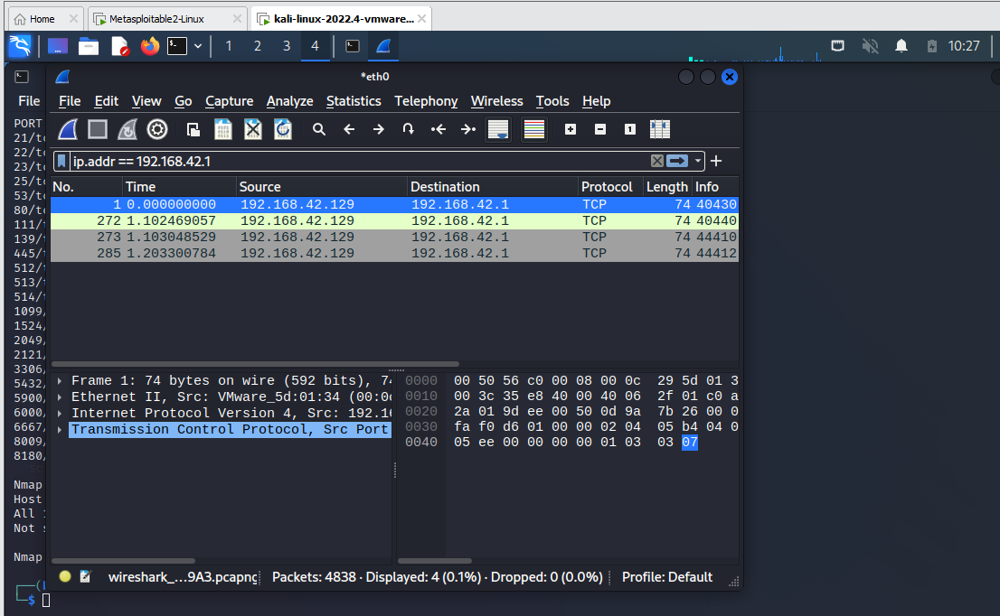 Home
Metasploitable2-Linux
kali-linux-2022.4-vmware...
1 2 3 4
10:27
*eth0
File
File Edit View Go Capture Analyze Statistics Telephony Wireless Tools Help
PORT
21/tc
22/tc
23/tc
25/tc
53/tc
80/tc
111/t
139/t
445/t
512/t
513/t
514/t
1099/
1524/
2049/
2121/
3306/
5432/
5900/
6000/
6667/
8009/
8180/
Nmap
Host
All 1
Not s
Nmap
$
ip.addr == 192.168.42.1
No. Time Source Destination Protocol Length Info
1 0.000000000 192.168.42.129 192.168.42.1 TCP 74 40430
272 1.102469057 192.168.42.129 192.168.42.1 TCP 74 40440
273 1.103048529 192.168.42.129 192.168.42.1 TCP 74 44410
285 1.203300784 192.168.42.129 192.168.42.1 TCP 74 44412
Frame 1: 74 bytes on wire (592 bits), 74
Ethernet II, Src: VMware_5d:01:34 (00:0c
Internet Protocol Version 4, Src: 192.16
Transmission Control Protocol, Src Port
0000 00 50 56 c0 00 08 00 0c 29 5d 01 3
0010 00 3c 35 e8 40 00 40 06 2f 01 c0 a
0020 2a 01 9d ee 00 50 0d 9a 7b 26 00 0
0030 fa f0 d6 01 00 00 02 04 05 b4 04 0
0040 05 ee 00 00 00 00 01 03 03 07
wireshark_...9A3.pcapng
Packets: 4838 · Displayed: 4 (0.1%) · Dropped: 0 (0.0%)
Profile: Default